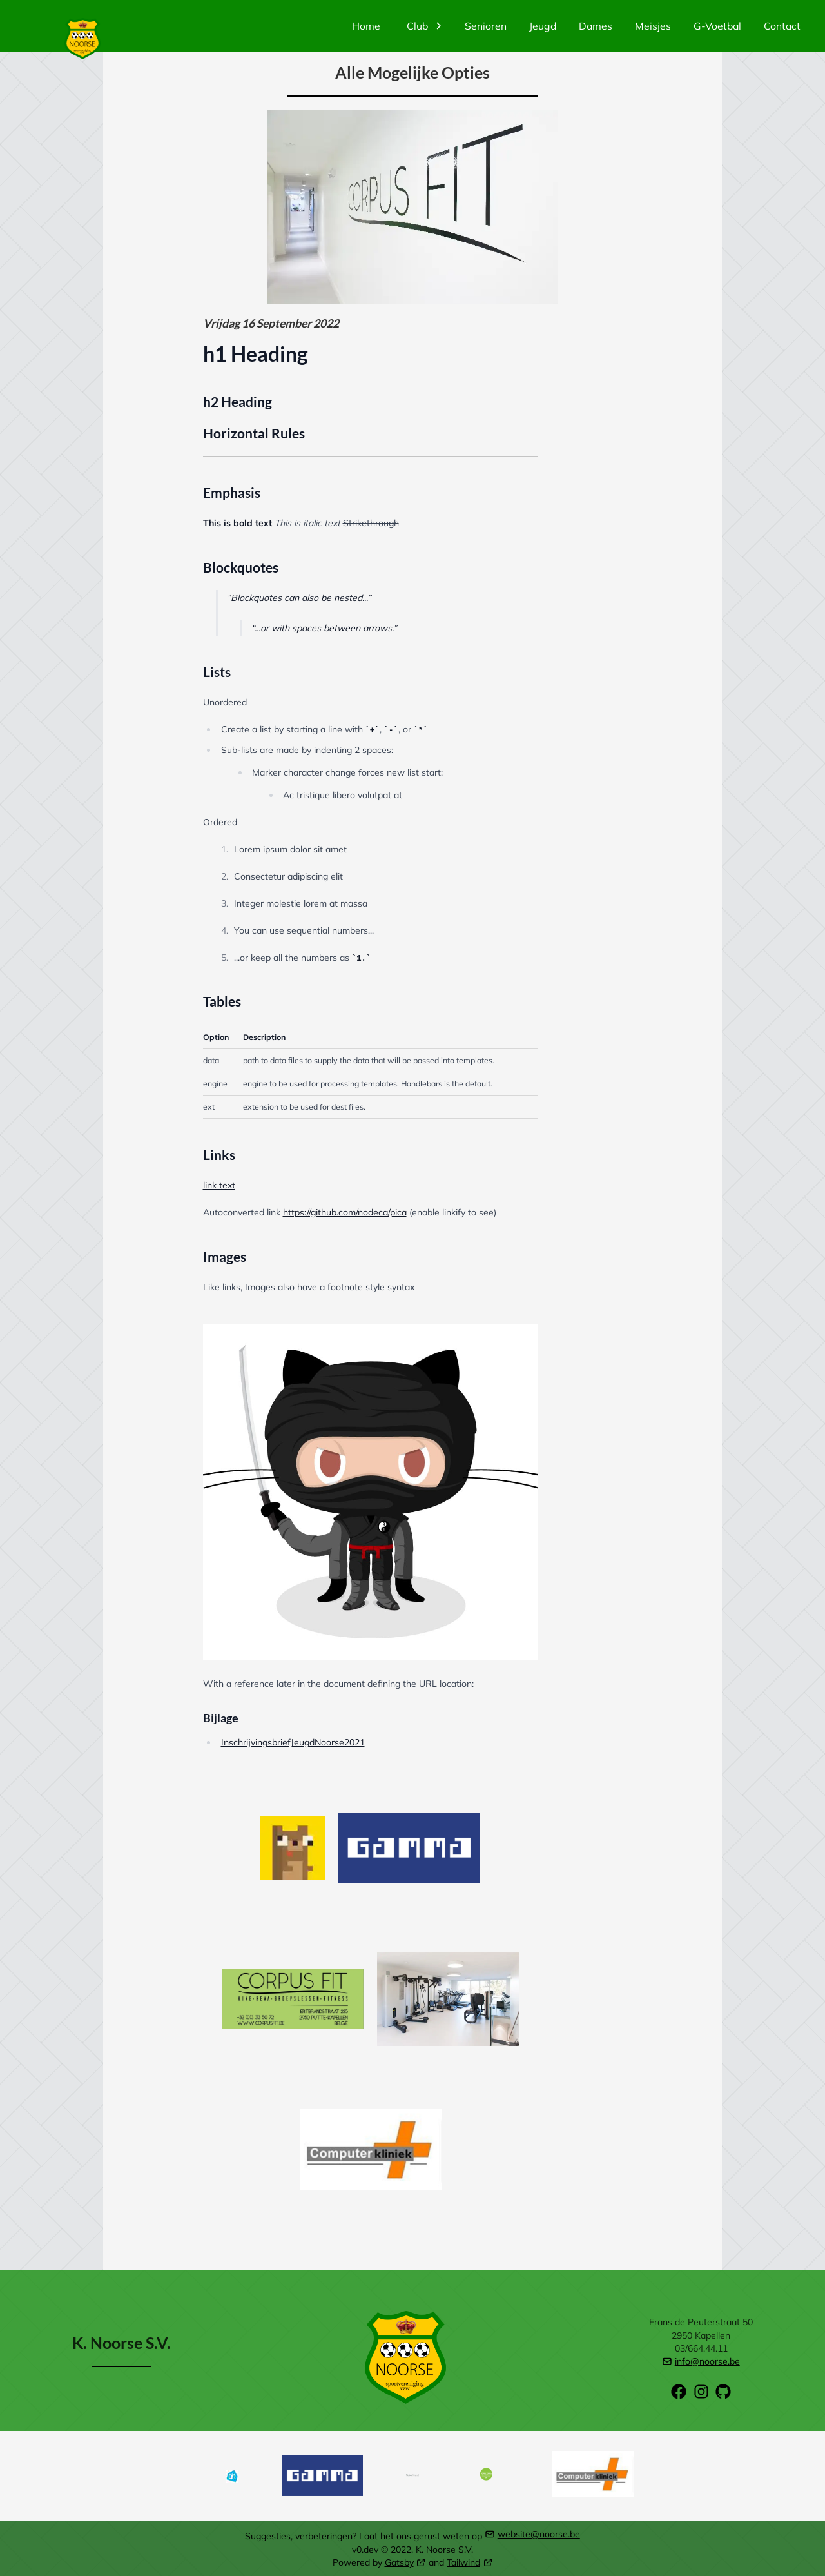 NOORSE
Home Club Senioren Jeugd Dames Meisjes G-Voetbal Contact
Alle Mogelijke Opties
CORPUS FIT
Vrijdag 16 September 2022
h1 Heading
h2 Heading
Horizontal Rules
Emphasis
This is bold text This is italic text Strikethrough
Blockquotes
“Blockquotes can also be nested...”
“...or with spaces between arrows.”
Lists
Unordered
Create a list by starting a line with `+`, `-`, or `*`
Sub-lists are made by indenting 2 spaces:
Marker character change forces new list start:
Ac tristique libero volutpat at
Ordered
1. Lorem ipsum dolor sit amet
2. Consectetur adipiscing elit
3. Integer molestie lorem at massa
4. You can use sequential numbers...
5. ...or keep all the numbers as `1.`
Tables
Option Description
data path to data files to supply the data that will be passed into templates.
engine engine to be used for processing templates. Handlebars is the default.
ext extension to be used for dest files.
Links
link text
Autoconverted link https://github.com/nodeca/pica (enable linkify to see)
Images
Like links, Images also have a footnote style syntax
With a reference later in the document defining the URL location:
Bijlage
InschrijvingsbriefJeugdNoorse2021
GAMMA
CORPUS FIT
KINE-REVA-GROEPSLESSEN-FITNESS
ERTBRANDSTRAAT 235
2950 PUTTE-KAPELLEN
WWW.CORPUSFIT.BE BELGIË
Computerkliniek
K. Noorse S.V.
NOORSE
sportvereniging
vzw
Frans de Peuterstraat 50
2950 Kapellen
03/664.44.11
info@noorse.be
GAMMA
Computerkliniek
Suggesties, verbeteringen? Laat het ons gerust weten op website@noorse.be
v0.dev © 2022, K. Noorse S.V.
Powered by Gatsby and Tailwind